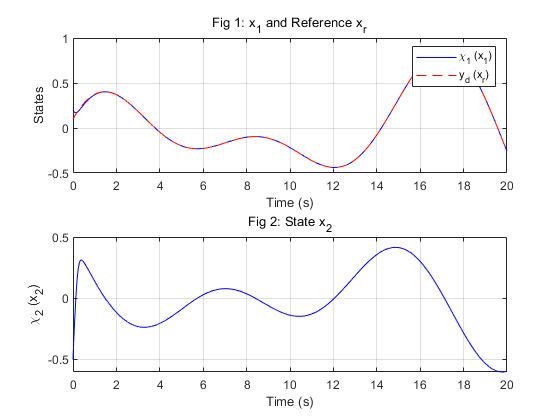 Fig 1: x1 and Reference xr
1
0.5
0
-0.5
States
χ1 (x1)
yd (xr)
0 2 4 6 8 10 12 14 16 18 20
Time (s)
Fig 2: State x2
0.5
0
-0.5
χ2 (x2)
0 2 4 6 8 10 12 14 16 18 20
Time (s)